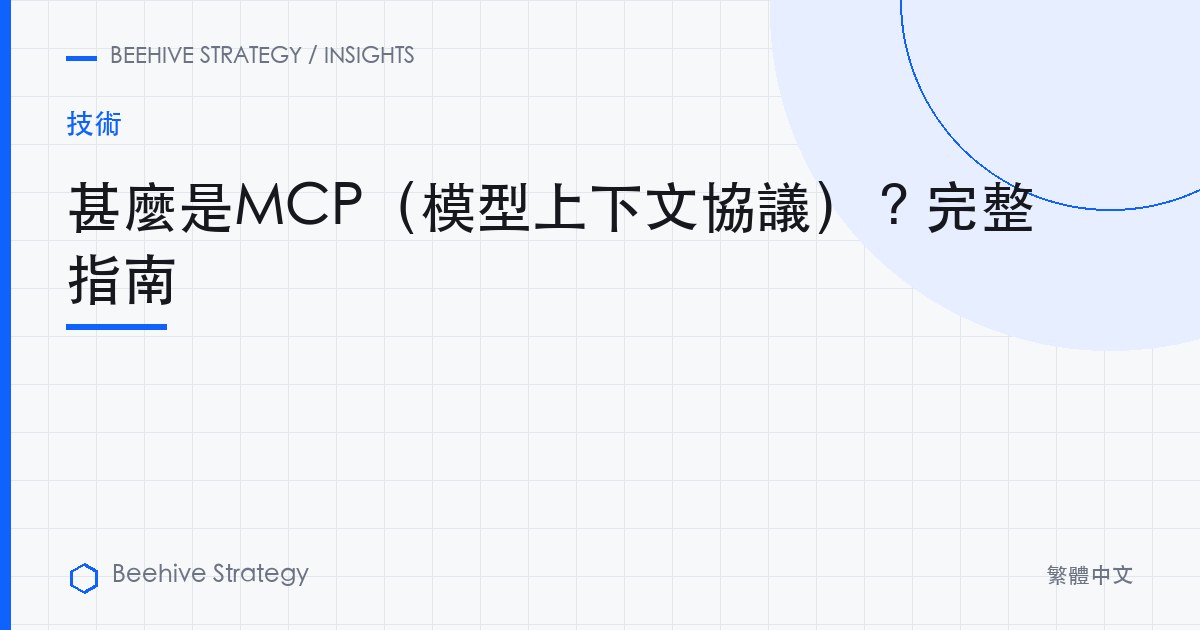 BEEHIVE STRATEGY / INSIGHTS
技術
甚麼是MCP（模型上下文協議）？完整
指南
Beehive Strategy
繁體中文